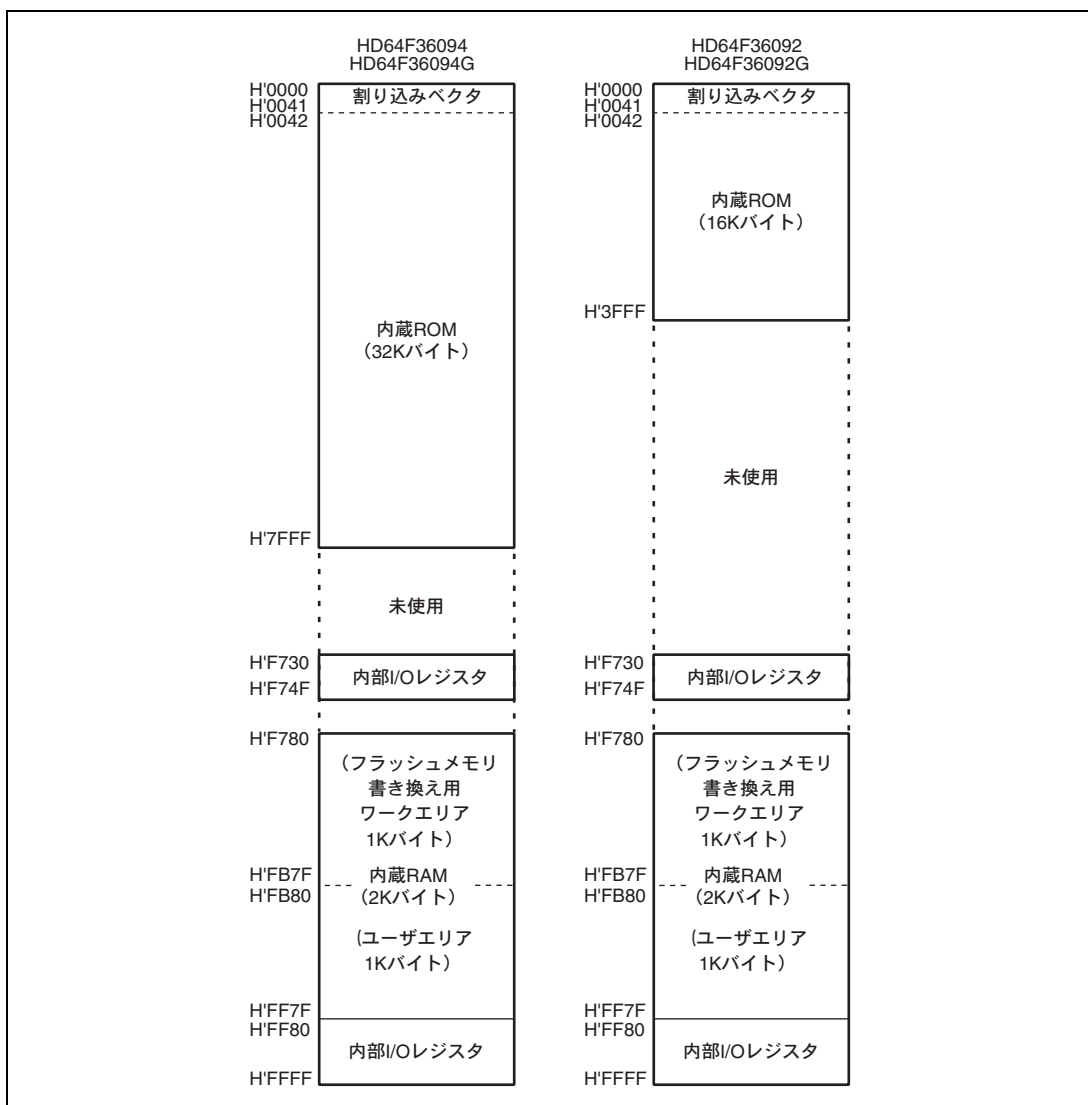 HD64F36094
HD64F36094G
H'0000
割り込みベクタ
H'0041
H'0042
内蔵ROM
（32Kバイト）
H'7FFF
未使用
H'F730
内部I/Oレジスタ
H'F74F
H'F780
（フラッシュメモリ
書き換え用
ワークエリア
1Kバイト）
H'FB7F
内蔵RAM
H'FB80
（2Kバイト）
（ユーザエリア
1Kバイト）
H'FF7F
H'FF80
内部I/Oレジスタ
H'FFFF
HD64F36092
HD64F36092G
H'0000
割り込みベクタ
H'0041
H'0042
内蔵ROM
（16Kバイト）
H'3FFF
未使用
H'F730
内部I/Oレジスタ
H'F74F
H'F780
（フラッシュメモリ
書き換え用
ワークエリア
1Kバイト）
H'FB7F
内蔵RAM
H'FB80
（2Kバイト）
（ユーザエリア
1Kバイト）
H'FF7F
H'FF80
内部I/Oレジスタ
H'FFFF